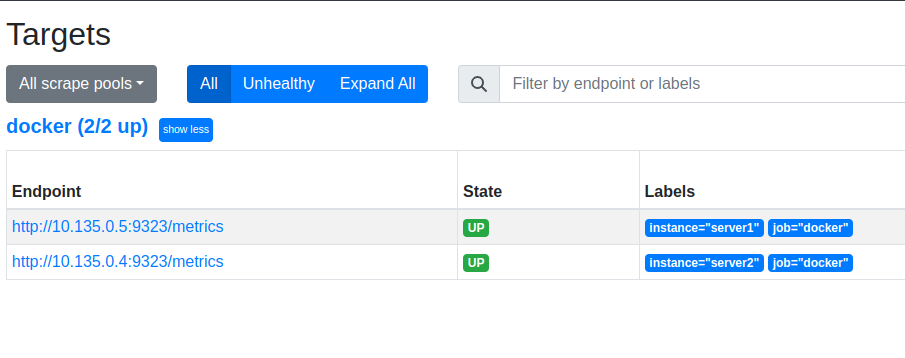 Targets
All scrape pools All Unhealthy Expand All Filter by endpoint or labels
docker (2/2 up) show less
Endpoint State Labels
http://10.135.0.5:9323/metrics UP instance="server1" job="docker"
http://10.135.0.4:9323/metrics UP instance="server2" job="docker"